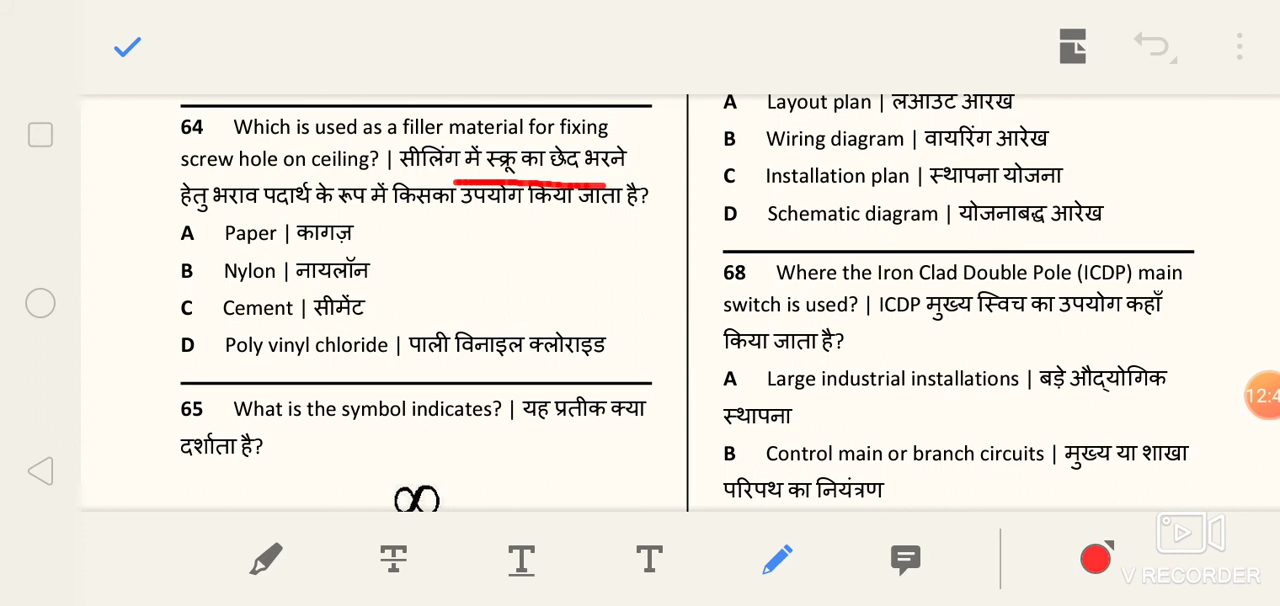 64 Which is used as a filler material for fixing
screw hole on ceiling? | सीलिंग में स्क्रू का छेद भरने
हेतु भराव पदार्थ के रूप में किसका उपयोग किया जाता है?
A Paper | कागज़
B Nylon | नायलॉन
C Cement | सीमेंट
D Poly vinyl chloride | पाली विनाइल क्लोराइड
65 What is the symbol indicates? | यह प्रतीक क्या
दर्शाता है?
A Layout plan | लेआउट आरेख
B Wiring diagram | वायरिंग आरेख
C Installation plan | स्थापना योजना
D Schematic diagram | योजनाबद्ध आरेख
68 Where the Iron Clad Double Pole (ICDP) main
switch is used? | ICDP मुख्य स्विच का उपयोग कहाँ
किया जाता है?
A Large industrial installations | बड़े औद्योगिक
स्थापना
B Control main or branch circuits | मुख्य या शाखा
परिपथ का नियंत्रण
12:4
V RECORDER